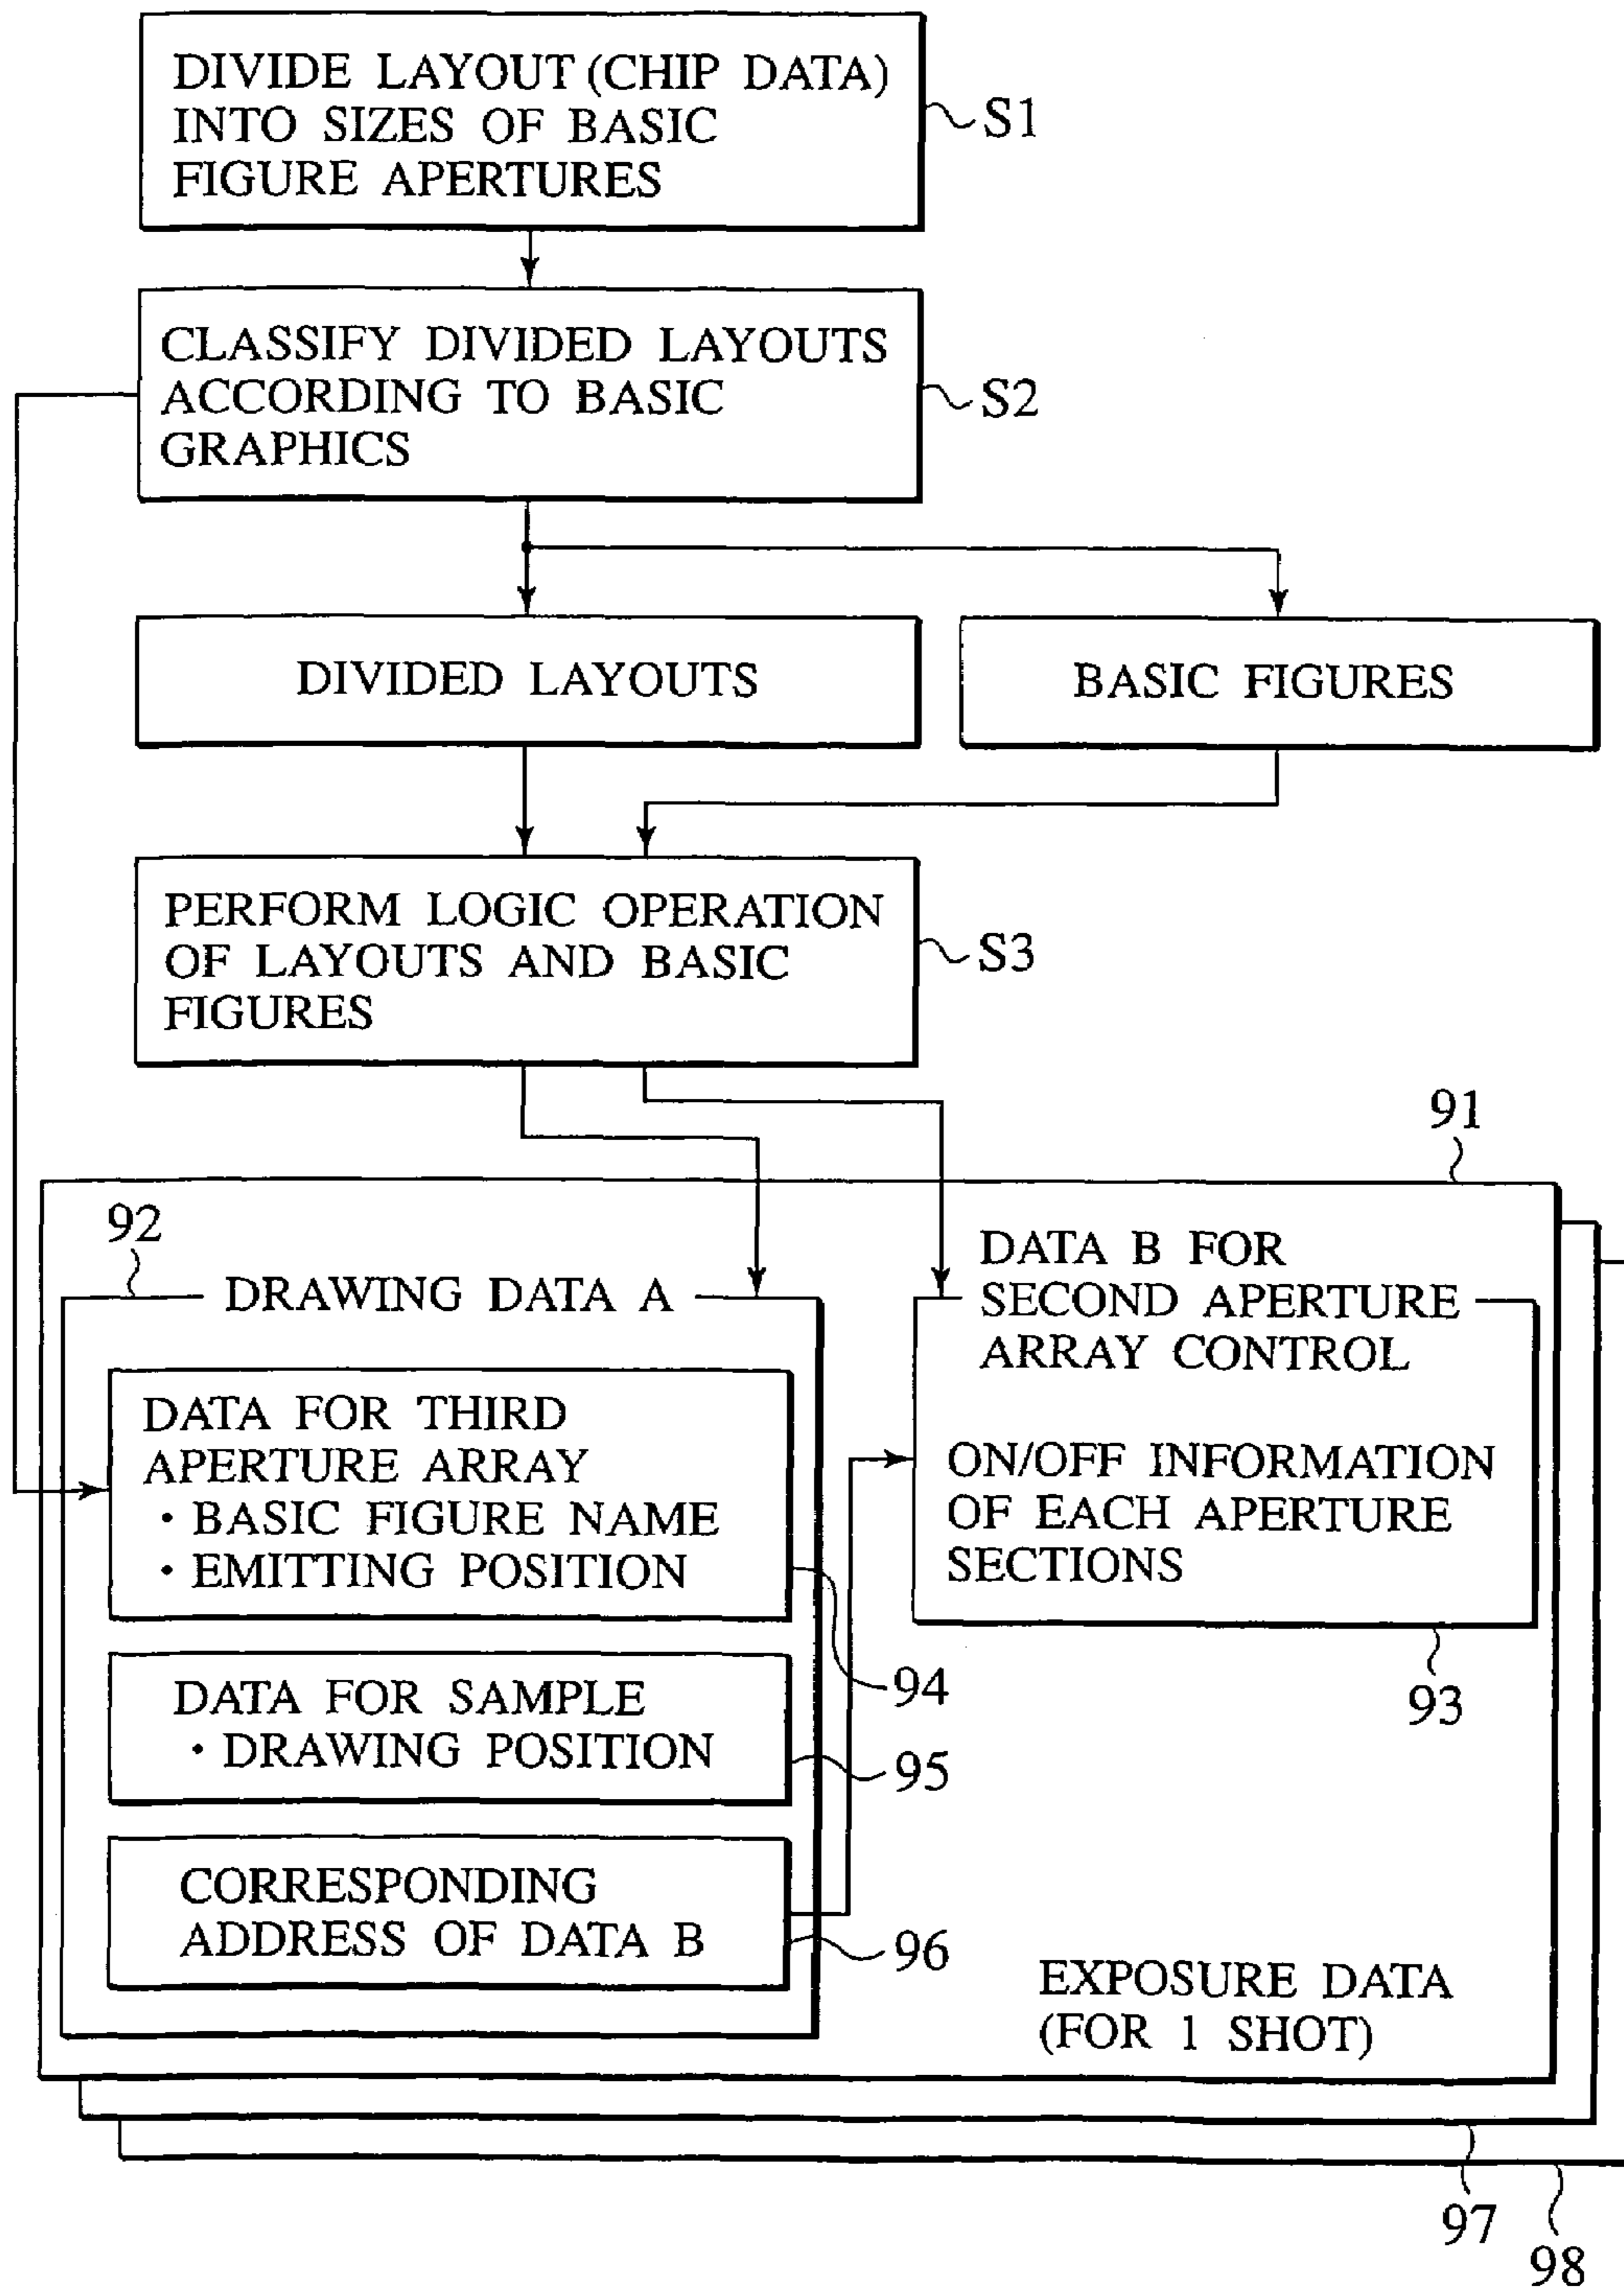 DIVIDE LAYOUT (CHIP DATA)
INTO SIZES OF BASIC
FIGURE APERTURES
S1
CLASSIFY DIVIDED LAYOUTS
ACCORDING TO BASIC
GRAPHICS
S2
DIVIDED LAYOUTS
BASIC FIGURES
PERFORM LOGIC OPERATION
OF LAYOUTS AND BASIC
FIGURES
S3
91
92
DRAWING DATA A
DATA FOR THIRD
APERTURE ARRAY
・BASIC FIGURE NAME
・EMITTING POSITION
94
DATA FOR SAMPLE
・DRAWING POSITION
95
CORRESPONDING
ADDRESS OF DATA B
96
DATA B FOR
SECOND APERTURE
ARRAY CONTROL
ON/OFF INFORMATION
OF EACH APERTURE
SECTIONS
93
EXPOSURE DATA
(FOR 1 SHOT)
97
98